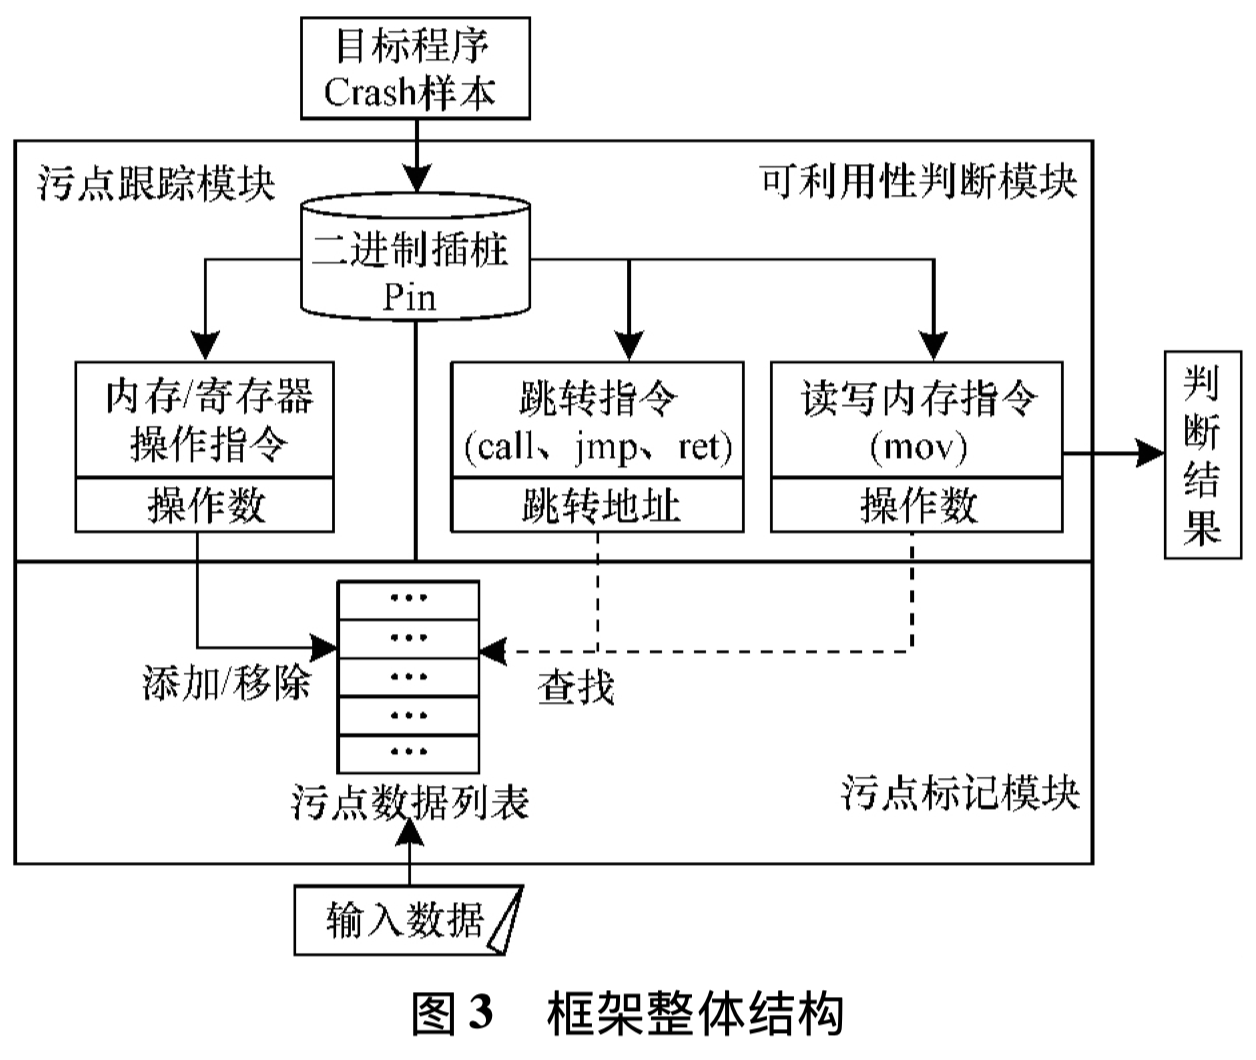 目标程序
Crash样本
污点跟踪模块
可利用性判断模块
二进制插桩
Pin
内存/寄存器
操作指令
操作数
跳转指令
(call、jmp、ret)
跳转地址
读写内存指令
(mov)
操作数
判
断
结
果
···
···
···
···
···
添加/移除
查找
污点数据列表
污点标记模块
输入数据
图 3 框架整体结构